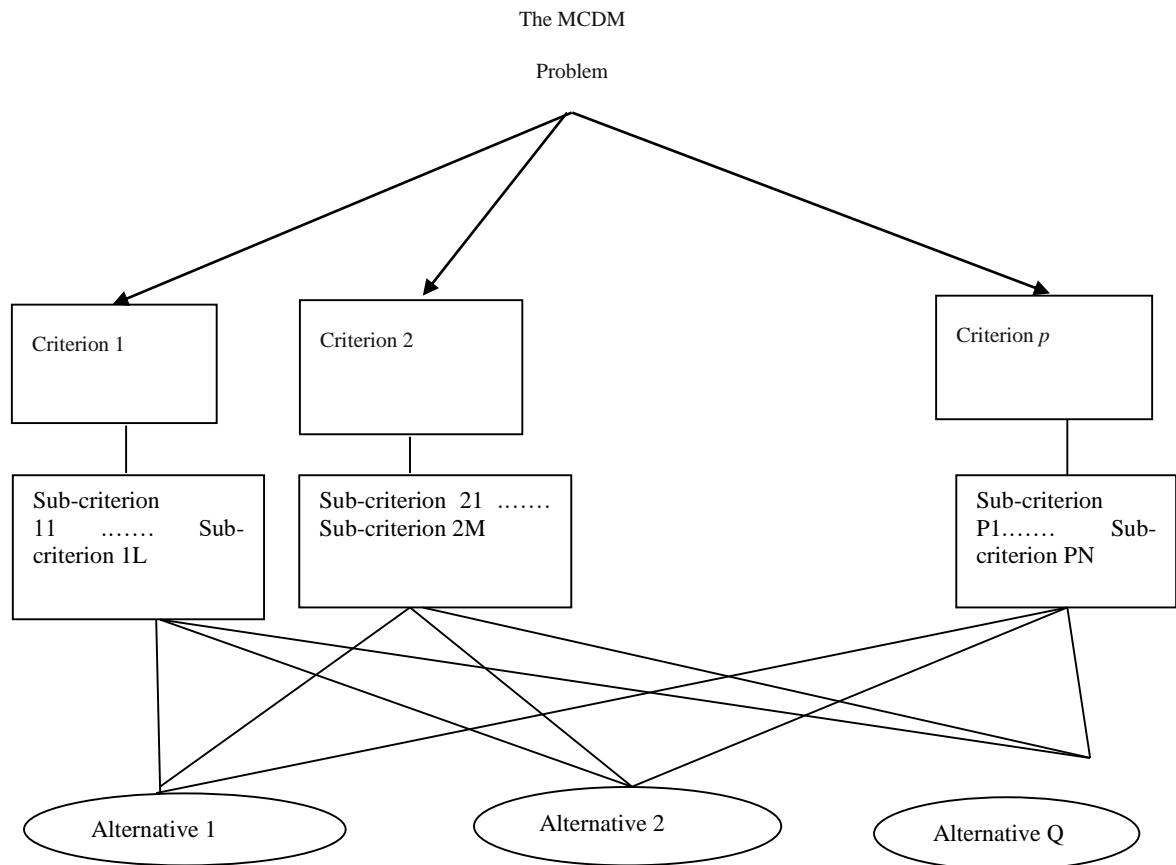 The MCDM
Problem
Criterion 1
Criterion 2
Criterion p
Sub-criterion
11 ……. Sub-
criterion 1L
Sub-criterion 21 …….
Sub-criterion 2M
Sub-criterion
P1……. Sub-
criterion PN
Alternative 1
Alternative 2
Alternative Q